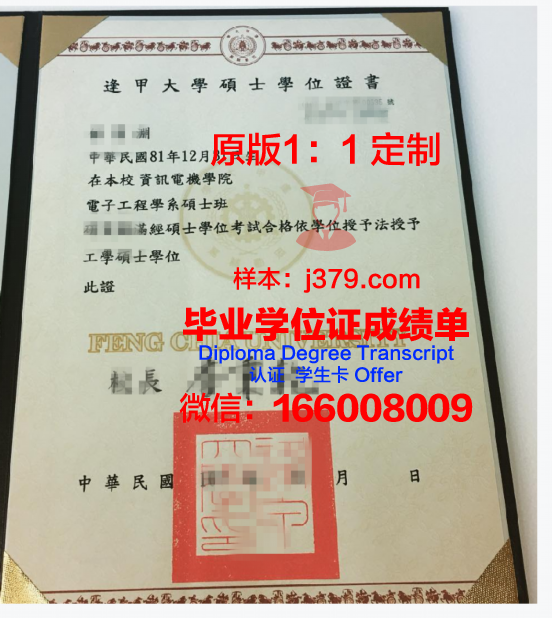 逢甲大學碩士學位證書
號
中華民國81年12月
原版1：1 定制
在本校 資訊電機學院
電子工程學系碩士班
滿經碩士學位考試合格依學位授予法授予
工學碩士學位
样本：j379.com
此證
毕业学位证成绩单
FENG CHIA UNIVERSITY
Diploma Degree Transcript
认证 学生卡 Offer
校長
微信：166008009
中華民國 月 日